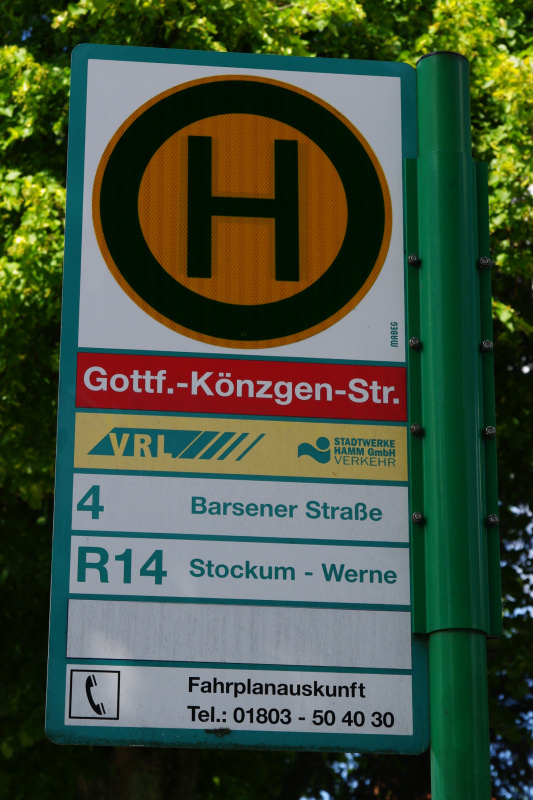 H
MABEG
Gottf.-Könzgen-Str.
VRL
STADTWERKE
HAMM GmbH
VERKEHR
4 Barsener Straße
R14 Stockum - Werne
Fahrplanauskunft
Tel.: 01803 - 50 40 30